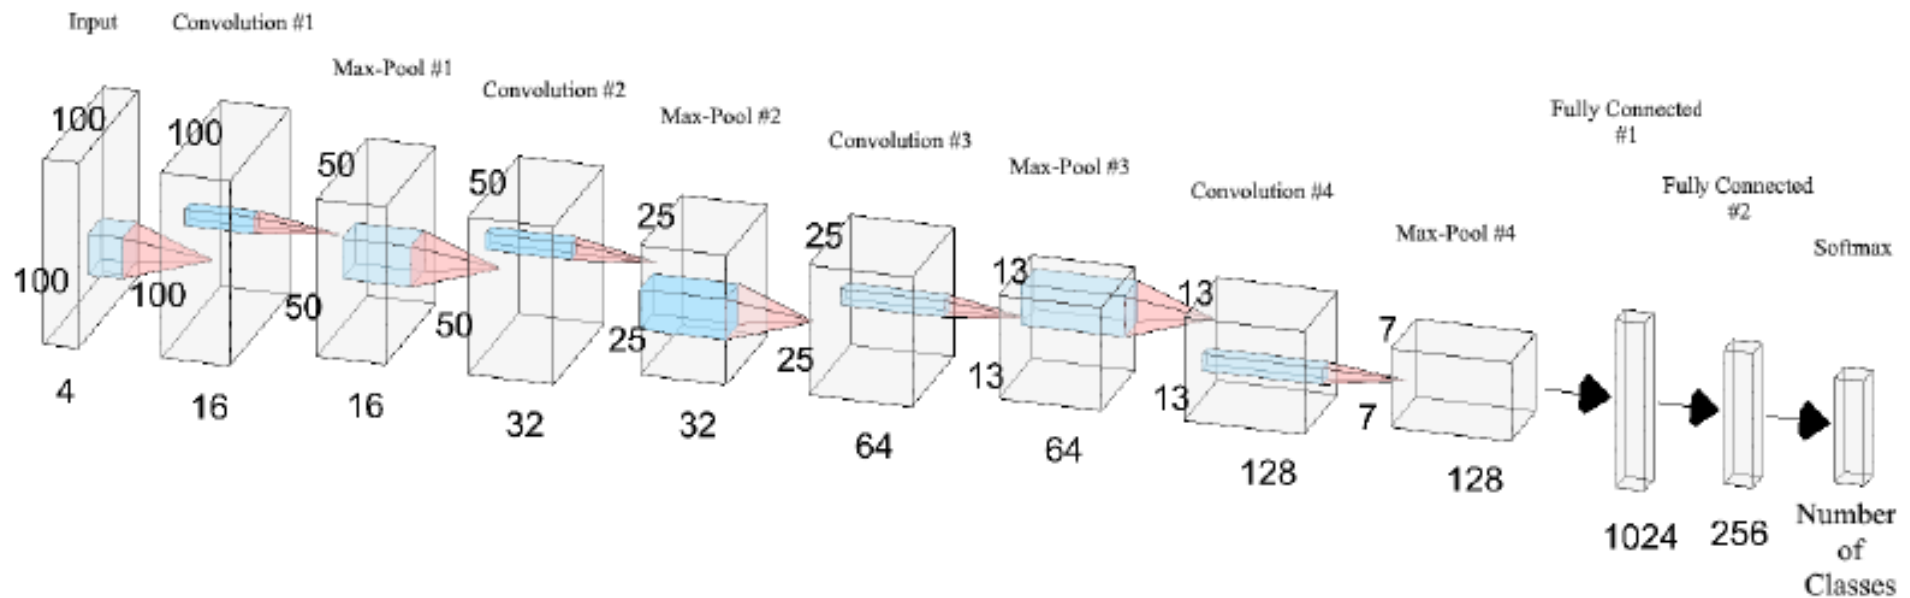 Input
Convolution #1
Max-Pool #1
Convolution #2
Max-Pool #2
Convolution #3
Max-Pool #3
Convolution #4
Max-Pool #4
Fully Connected
#1
Fully Connected
#2
Softmax
100
100
4
100
100
16
50
50
16
50
50
32
25
25
32
25
25
64
13
13
64
13
13
128
7
7
128
1024
256
Number
of
Classes